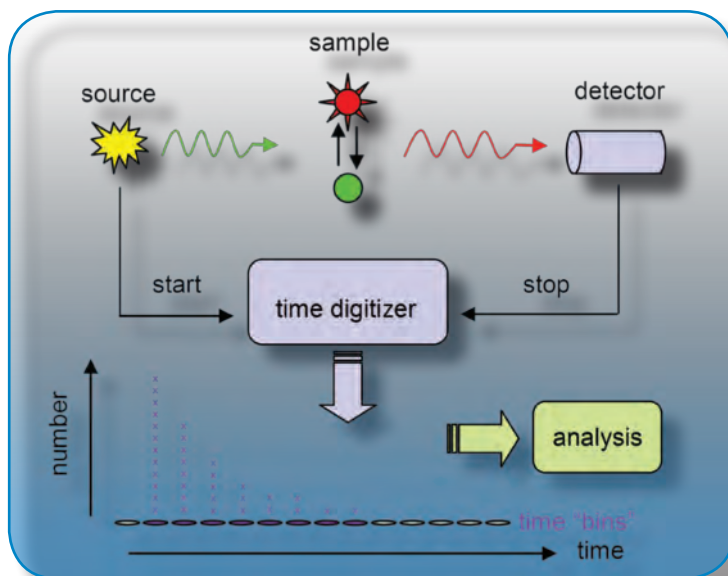 sample
source
detector
start
stop
time digitizer
number
analysis
time "bins"
time